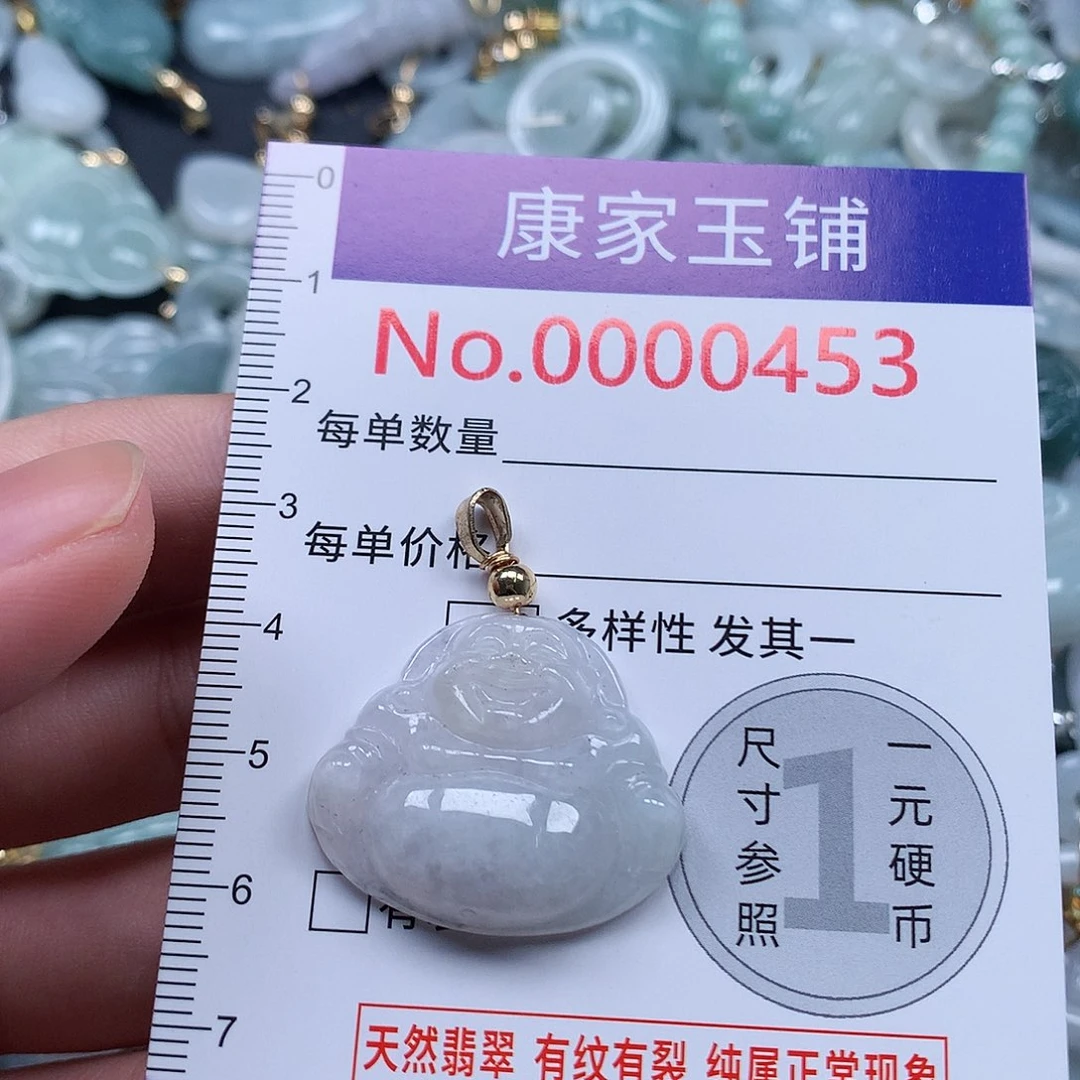 康家玉铺
No.0000453
每单数量
每单价格
多样性 发其一
尺寸参照
1
一元硬币
有
天然翡翠 有纹有裂 纯属正常现象
0
1
2
3
4
5
6
7